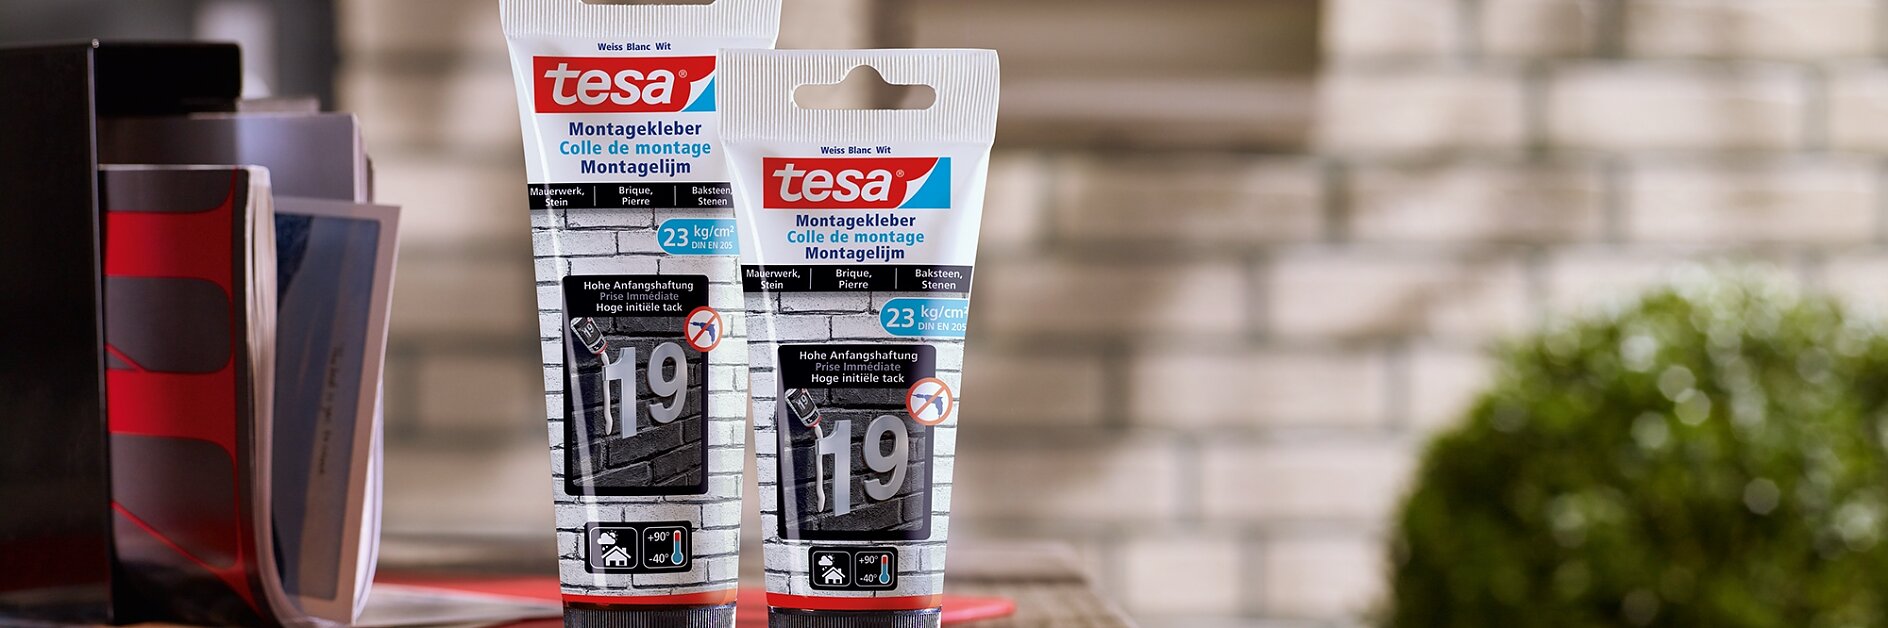 Weiss Blanc Wit
tesa®
Montagekleber
Colle de montage
Montagelijm
Mauerwerk, Stein
Brique, Pierre
Baksteen, Stenen
23 kg/cm²
DIN EN 205
Hohe Anfangshaftung
Prise Immédiate
Hoge initiële tack
19
+90°
-40°
Weiss Blanc Wit
tesa®
Montagekleber
Colle de montage
Montagelijm
Mauerwerk, Stein
Brique, Pierre
Baksteen, Stenen
23 kg/cm²
DIN EN 205
Hohe Anfangshaftung
Prise Immédiate
Hoge initiële tack
19
+90°
-40°